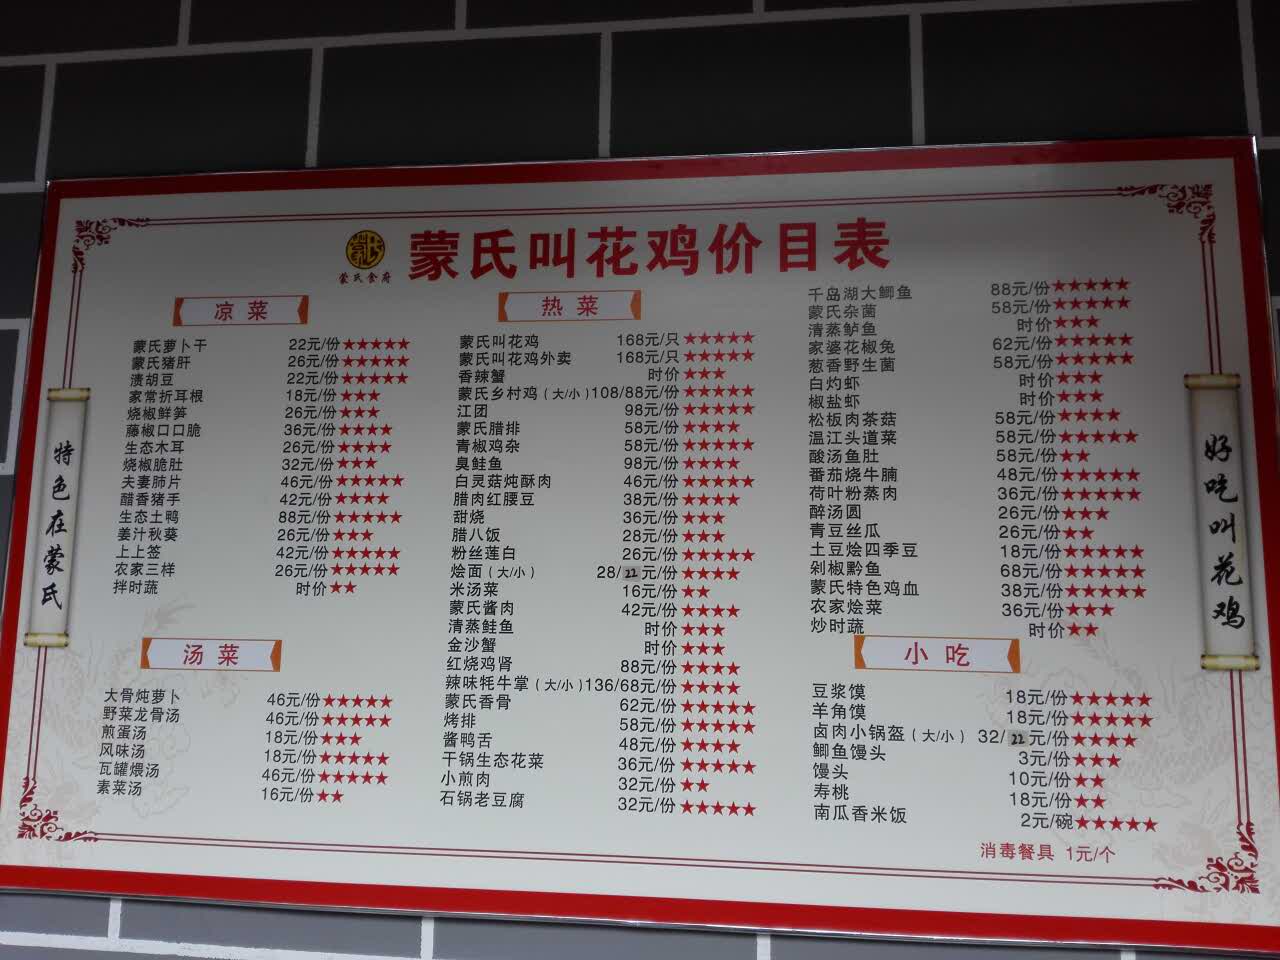 蒙氏食府
蒙氏叫花鸡价目表
特色在蒙氏
凉菜
蒙氏萝卜干 22元/份★★★★★
蒙氏猪肝 26元/份★★★★★
渍胡豆 22元/份★★★★★
家常折耳根 18元/份★★★
烧椒鲜笋 26元/份★★★
藤椒口口脆 36元/份★★★★
生态木耳 26元/份★★★★
烧椒脆肚 32元/份★★★
夫妻肺片 46元/份★★★★★
醋香猪手 42元/份★★★★
生态土鸭 88元/份★★★★★
姜汁秋葵 26元/份★★★
上上签 42元/份★★★★★
农家三样 26元/份★★★★★
拌时蔬 时价★★
汤菜
大骨炖萝卜 46元/份★★★★★
野菜龙骨汤 46元/份★★★★★
煎蛋汤 18元/份★★★
风味汤 18元/份★★★★★
瓦罐煨汤 46元/份★★★★★
素菜汤 16元/份★★
热菜
蒙氏叫花鸡 168元/只★★★★★
蒙氏叫花鸡外卖 168元/只★★★★★
香辣蟹 时价★★★
蒙氏乡村鸡(大/小)108/88元/份★★★★★
江团 98元/份★★★★★
蒙氏腊排 58元/份★★★★
青椒鸡杂 58元/份★★★★★
臭鲑鱼 98元/份★★★★
白灵菇炖酥肉 46元/份★★★★★
腊肉红腰豆 38元/份★★★★
甜烧 36元/份★★★
腊八饭 28元/份★★★
粉丝莲白 26元/份★★★★★
烩面(大/小) 28/22元/份★★★★
米汤菜 16元/份★★
蒙氏酱肉 42元/份★★★★
清蒸鲑鱼 时价★★★
金沙蟹 时价★★★
红烧鸡肾 88元/份★★★★
辣味牦牛掌(大/小)136/68元/份★★★★
蒙氏香骨 62元/份★★★★★
烤排 58元/份★★★★★
酱鸭舌 48元/份★★★★
干锅生态花菜 36元/份★★★★★
小煎肉 32元/份★★
石锅老豆腐 32元/份★★★★★
千岛湖大鲫鱼 88元/份★★★★★
蒙氏杂菌 58元/份★★★★★
清蒸鲈鱼 时价★★★
家婆花椒兔 62元/份★★★★★
葱香野生菌 58元/份★★★★★
白灼虾 时价★★★
椒盐虾 时价★★★
松板肉茶菇 58元/份★★★★
温江头道菜 58元/份★★★★★
酸汤鱼肚 58元/份★★
番茄烧牛腩 48元/份★★★★★
荷叶粉蒸肉 36元/份★★★★★
醉汤圆 26元/份★★★
青豆丝瓜 26元/份★★
土豆烩四季豆 18元/份★★★★★
剁椒黔鱼 68元/份★★★★★
蒙氏特色鸡血 38元/份★★★★★
农家烩菜 36元/份★★★
炒时蔬 时价★★
小吃
豆浆馍 18元/份★★★★★
羊角馍 18元/份★★★★★
卤肉小锅盔(大/小) 32/22元/份★★★★
鲫鱼馒头 3元/份★★★
馒头 10元/份★★
寿桃 18元/份★★
南瓜香米饭 2元/碗★★★★★
消毒餐具 1元/个
好吃叫花鸡